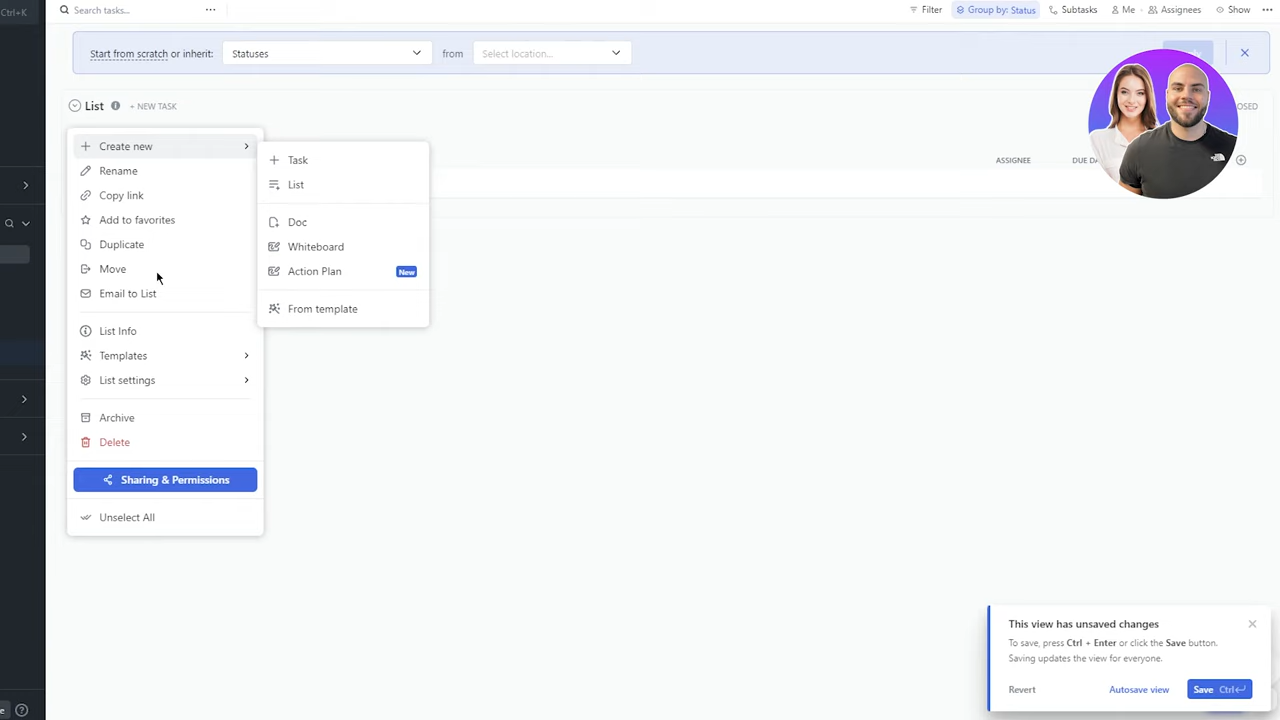 Ctrl+K
Search tasks...
Filter
Group by: Status
Subtasks
Me
Assignees
Show
Start from scratch or inherit:
Statuses
from
Select location...
List
+ NEW TASK
Create new
Rename
Copy link
Add to favorites
Duplicate
Move
Email to List
List Info
Templates
List settings
Archive
Delete
Sharing & Permissions
Unselect All
Task
List
Doc
Whiteboard
Action Plan
New
From template
ASSIGNEE
This view has unsaved changes
To save, press Ctrl + Enter or click the Save button.
Saving updates the view for everyone.
Revert
Autosave view
Save Ctrl↵